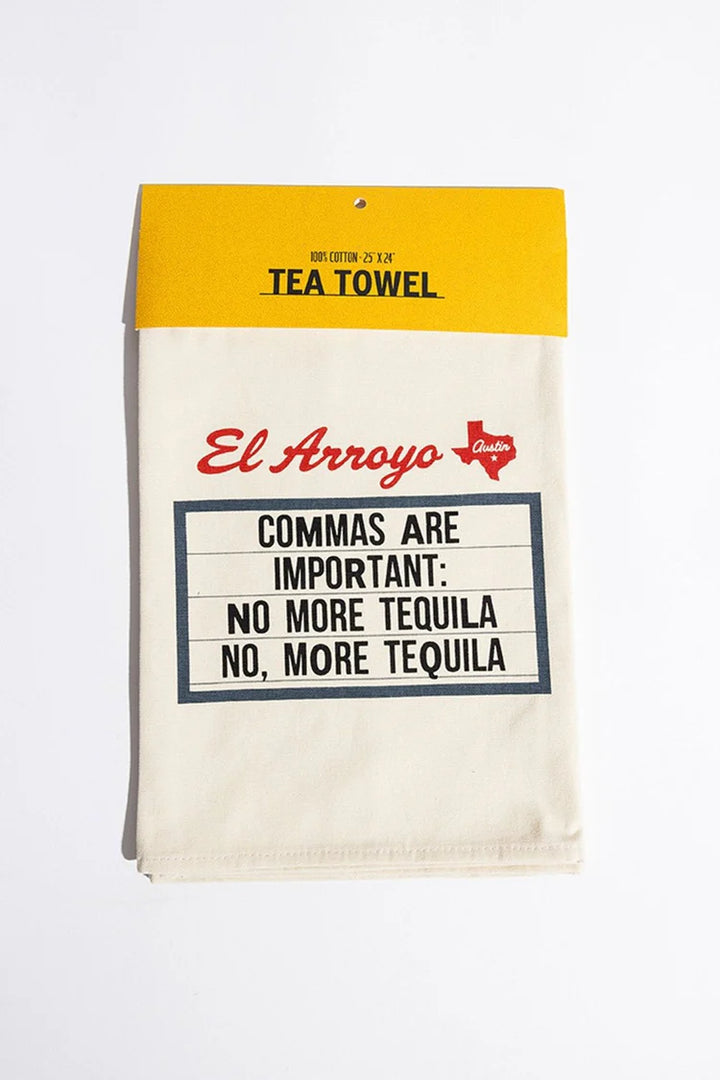 100% COTTON - 25" X 24"
TEA TOWEL
El Arroyo Austin
COMMAS ARE
IMPORTANT:
NO MORE TEQUILA
NO, MORE TEQUILA